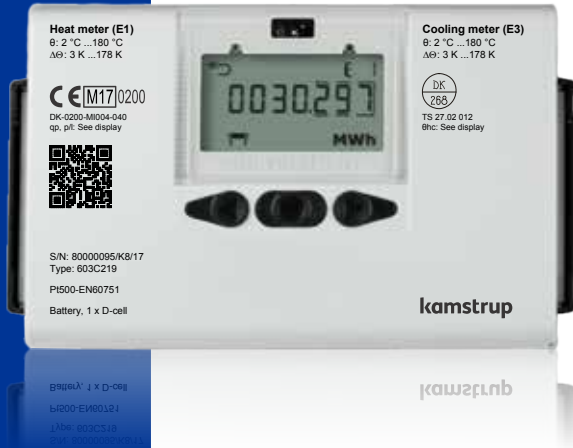 Heat meter (E1)
θ: 2 °C ...180 °C
ΔΘ: 3 K ...178 K
CE M17 0200
DK-0200-MI004-040
qp, p/l: See display
S/N: 80000095/K8/17
Type: 603C219
Pt500-EN60751
Battery, 1 x D-cell
E 1
0030.297
MWh
Cooling meter (E3)
θ: 2 °C ...180 °C
ΔΘ: 3 K ...178 K
DK
268
TS 27.02 012
θhc: See display
kamstrup